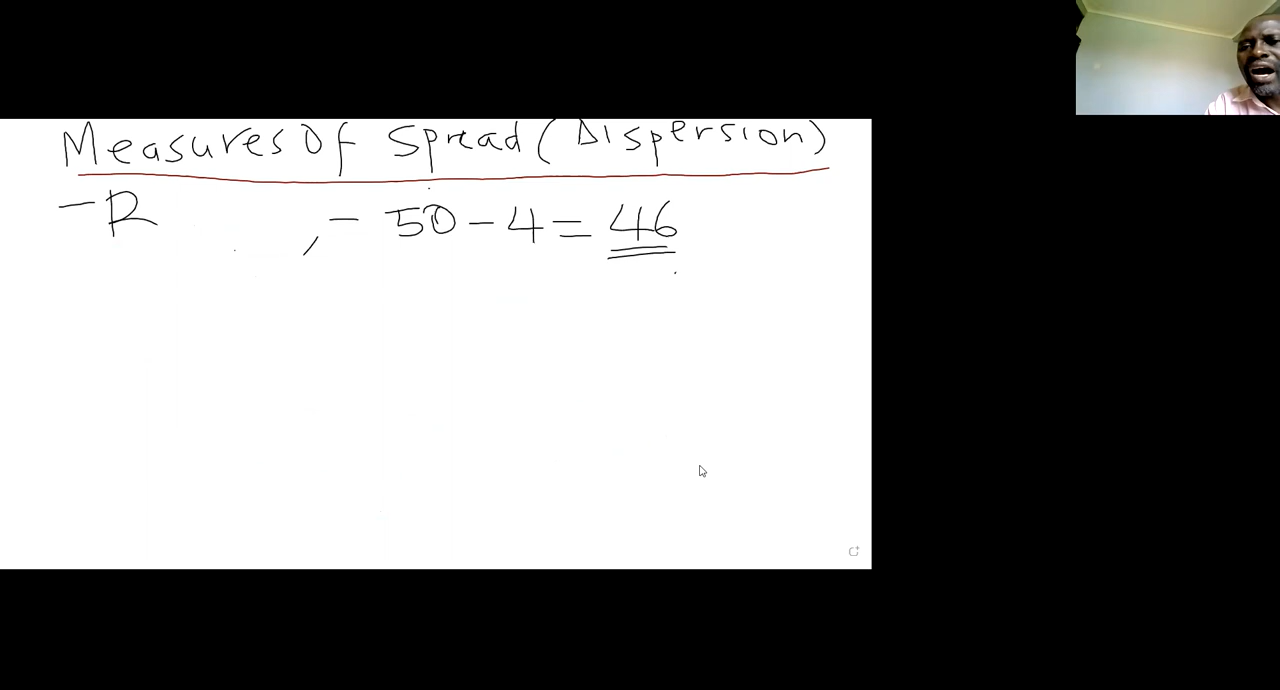 Measures Of Spread (Dispersion)
- R , - 50 - 4 = 46